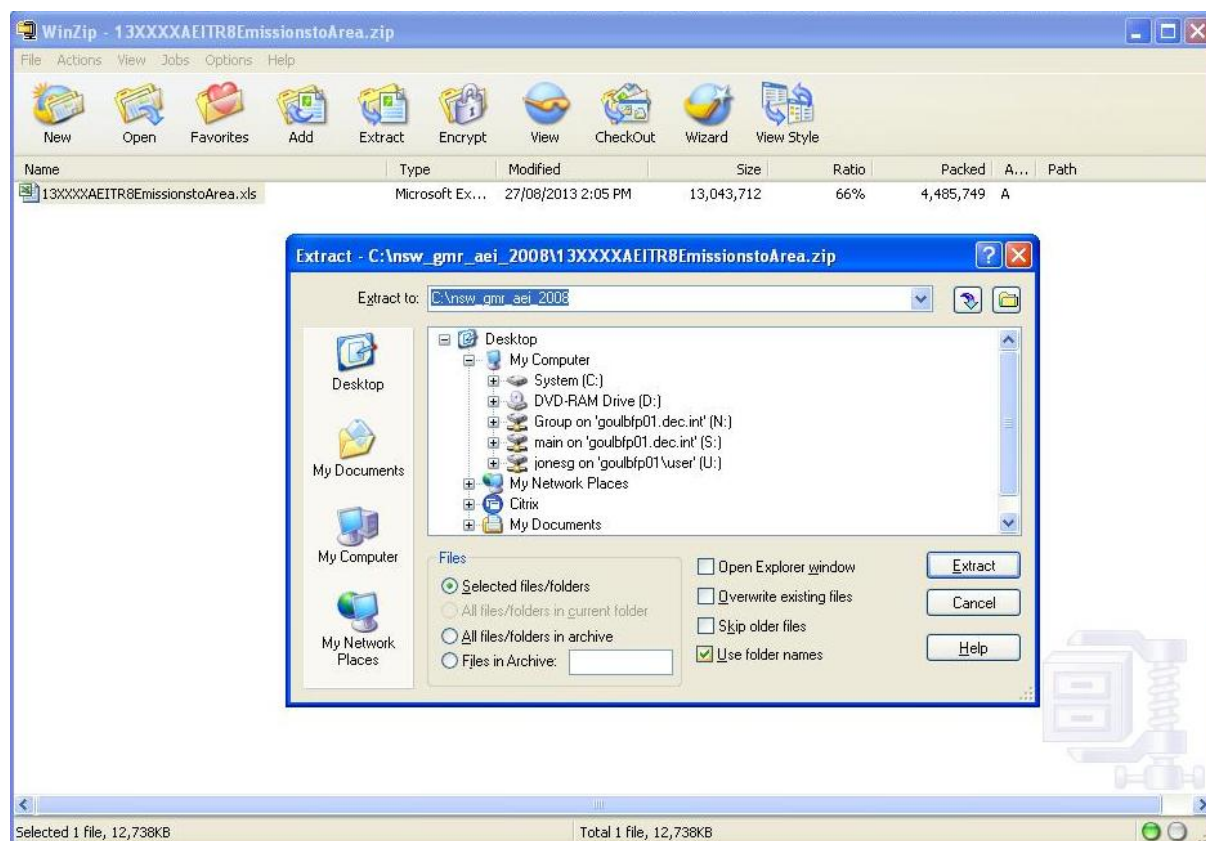 WinZip - 13XXXXAEITR8EmissionstoArea.zip
File Actions View Jobs Options Help
New Open Favorites Add Extract Encrypt View CheckOut Wizard View Style
Name Type Modified Size Ratio Packed A... Path
13XXXXAEITR8EmissionstoArea.xls Microsoft Ex... 27/08/2013 2:05 PM 13,043,712 66% 4,485,749 A
Extract - C:\nsw_gmr_aei_2008\13XXXXAEITR8EmissionstoArea.zip
Extract to: C:\nsw_gmr_aei_2008
Desktop
My Documents
My Computer
My Network
Places
Desktop
My Computer
System (C:)
DVD-RAM Drive (D:)
Group on 'goulbfp01.dec.int' (N:)
main on 'goulbfp01.dec.int' (S:)
jonesg on 'goulbfp01\user' (U:)
My Network Places
Citrix
My Documents
Files
Selected files/folders
All files/folders in current folder
All files/folders in archive
Files in Archive:
Open Explorer window
Overwrite existing files
Skip older files
Use folder names
Extract
Cancel
Help
Selected 1 file, 12,738KB Total 1 file, 12,738KB